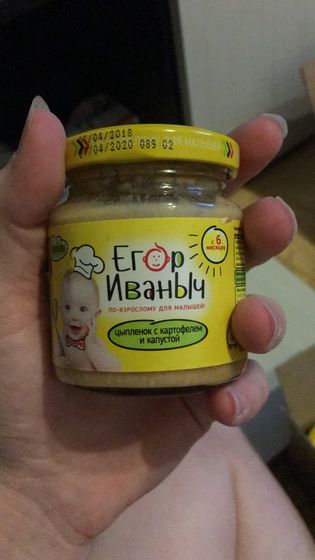 /04/2018
/04/2020 089 02
МАЛЫШЕЙ
ЕГОР
ИВАНЫЧ
ПО-ВЗРОСЛОМУ ДЛЯ МАЛЫШЕЙ!
с 6
месяцев
цыпленок с картофелем
и капустой